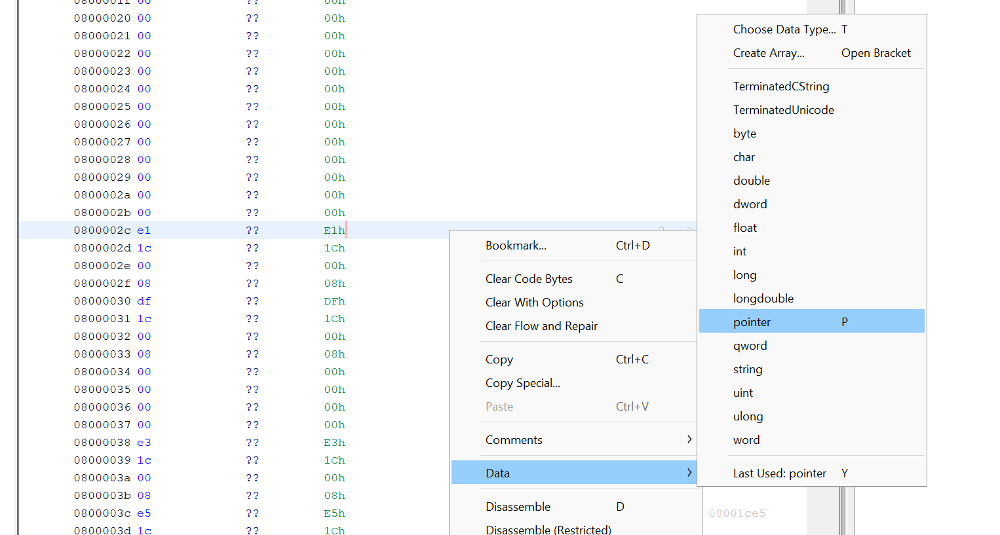 0800001f 00 ?? 00h
08000020 00 ?? 00h
08000021 00 ?? 00h
08000022 00 ?? 00h
08000023 00 ?? 00h
08000024 00 ?? 00h
08000025 00 ?? 00h
08000026 00 ?? 00h
08000027 00 ?? 00h
08000028 00 ?? 00h
08000029 00 ?? 00h
0800002a 00 ?? 00h
0800002b 00 ?? 00h
0800002c e1 ?? E1h ? >
0800002d 1c ?? 1Ch
0800002e 00 ?? 00h
0800002f 08 ?? 08h
08000030 df ?? DFh
08000031 1c ?? 1Ch
08000032 00 ?? 00h
08000033 08 ?? 08h
08000034 00 ?? 00h
08000035 00 ?? 00h
08000036 00 ?? 00h
08000037 00 ?? 00h
08000038 e3 ?? E3h
08000039 1c ?? 1Ch
0800003a 00 ?? 00h
0800003b 08 ?? 08h
0800003c e5 ?? E5h 08001ce5
0800003d 1c ?? 1Ch
Bookmark... Ctrl+D
Clear Code Bytes C
Clear With Options
Clear Flow and Repair
Copy Ctrl+C
Copy Special...
Paste Ctrl+V
Comments
Data
Disassemble D
Disassemble (Restricted)
Choose Data Type... T
Create Array... Open Bracket
TerminatedCString
TerminatedUnicode
byte
char
double
dword
float
int
long
longdouble
pointer P
qword
string
uint
ulong
word
Last Used: pointer Y